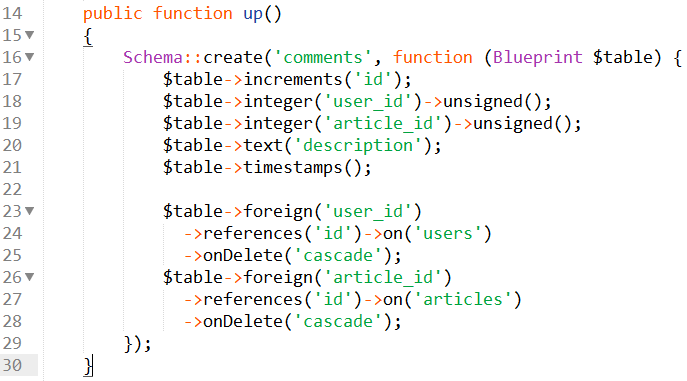 14 public function up()
15 {
16 Schema::create('comments', function (Blueprint $table) {
17 $table->increments('id');
18 $table->integer('user_id')->unsigned();
19 $table->integer('article_id')->unsigned();
20 $table->text('description');
21 $table->timestamps();
22
23 $table->foreign('user_id')
24 ->references('id')->on('users')
25 ->onDelete('cascade');
26 $table->foreign('article_id')
27 ->references('id')->on('articles')
28 ->onDelete('cascade');
29 });
30 }